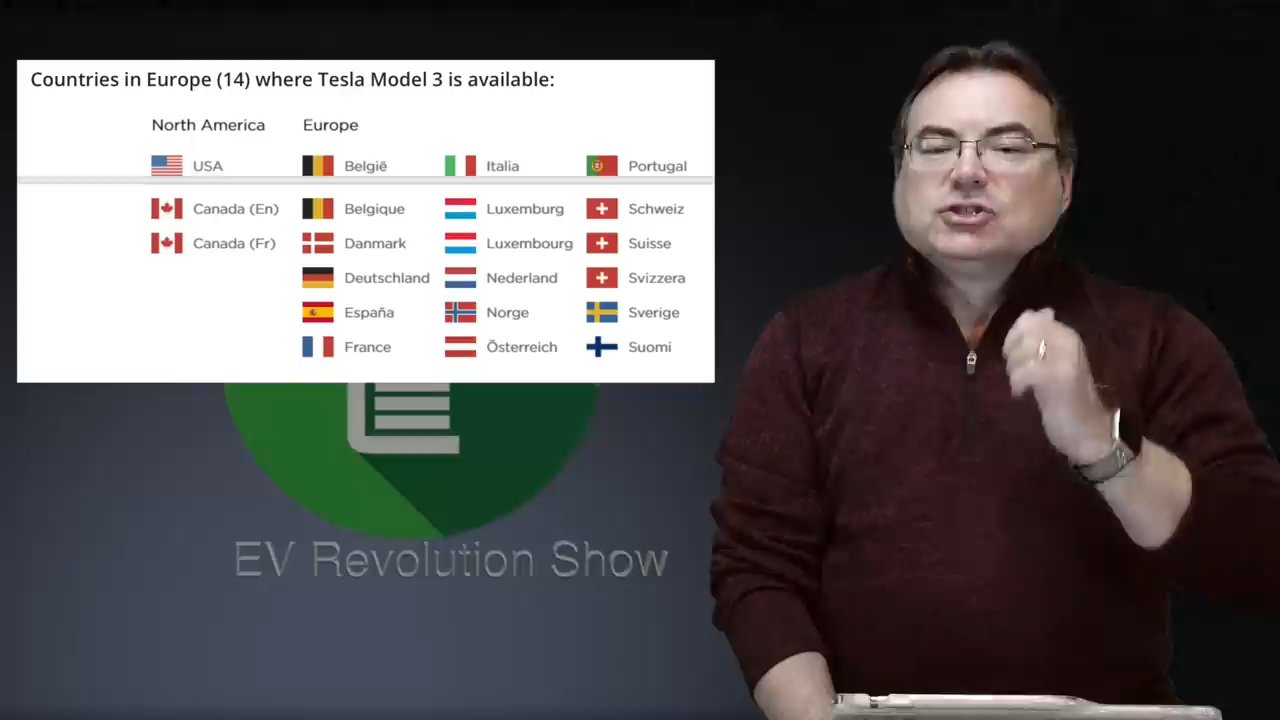 Countries in Europe (14) where Tesla Model 3 is available:
North America Europe
USA België Italia Portugal
Canada (En) Belgique Luxemburg Schweiz
Canada (Fr) Danmark Luxembourg Suisse
Deutschland Nederland Svizzera
España Norge Sverige
France Österreich Suomi
EV Revolution Show